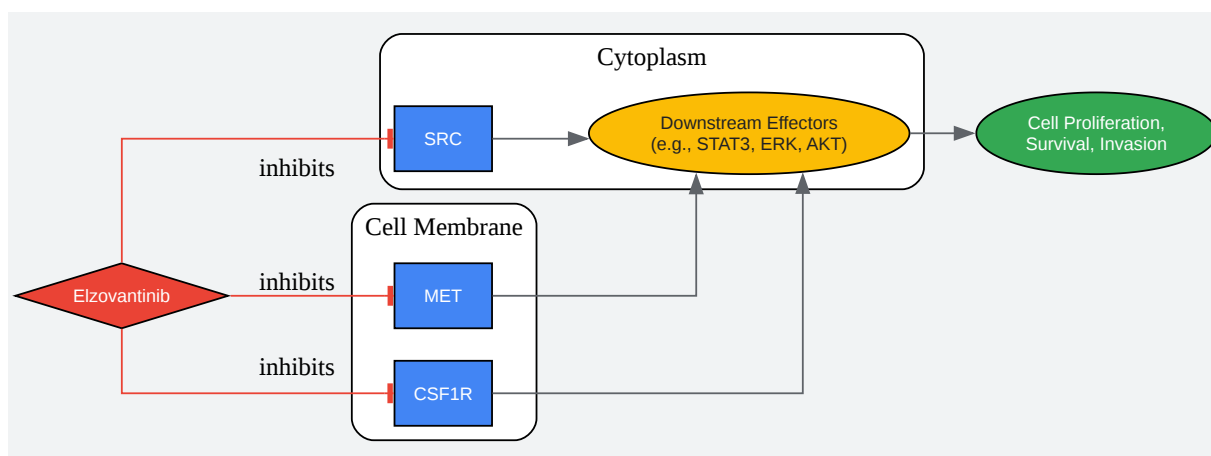 Cytoplasm
SRC
Downstream Effectors
(e.g., STAT3, ERK, AKT)
Cell Proliferation,
Survival, Invasion
inhibits
Cell Membrane
Elzovantinib
inhibits
MET
inhibits
CSF1R